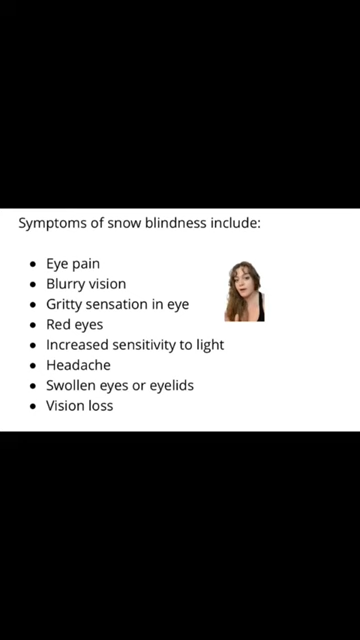 Symptoms of snow blindness include:
• Eye pain
• Blurry vision
• Gritty sensation in eye
• Red eyes
• Increased sensitivity to light
• Headache
• Swollen eyes or eyelids
• Vision loss